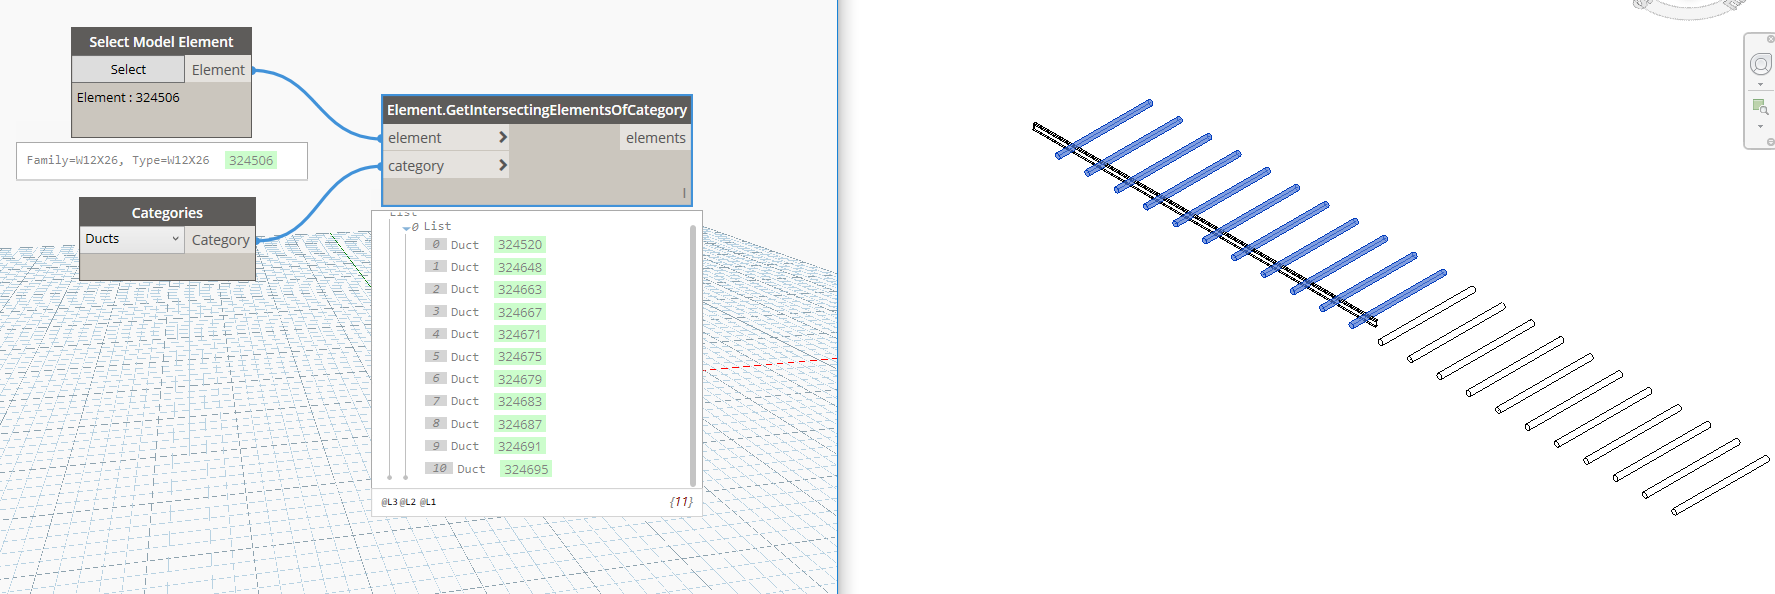 Select Model Element
Select Element
Element : 324506
Family=W12X26, Type=W12X26 324506
Categories
Ducts Category
Element.GetIntersectingElementsOfCategory
element elements
category
l
List
0 List
0 Duct 324520
1 Duct 324648
2 Duct 324663
3 Duct 324667
4 Duct 324671
5 Duct 324675
6 Duct 324679
7 Duct 324683
8 Duct 324687
9 Duct 324691
10 Duct 324695
@L3 @L2 @L1 {11}